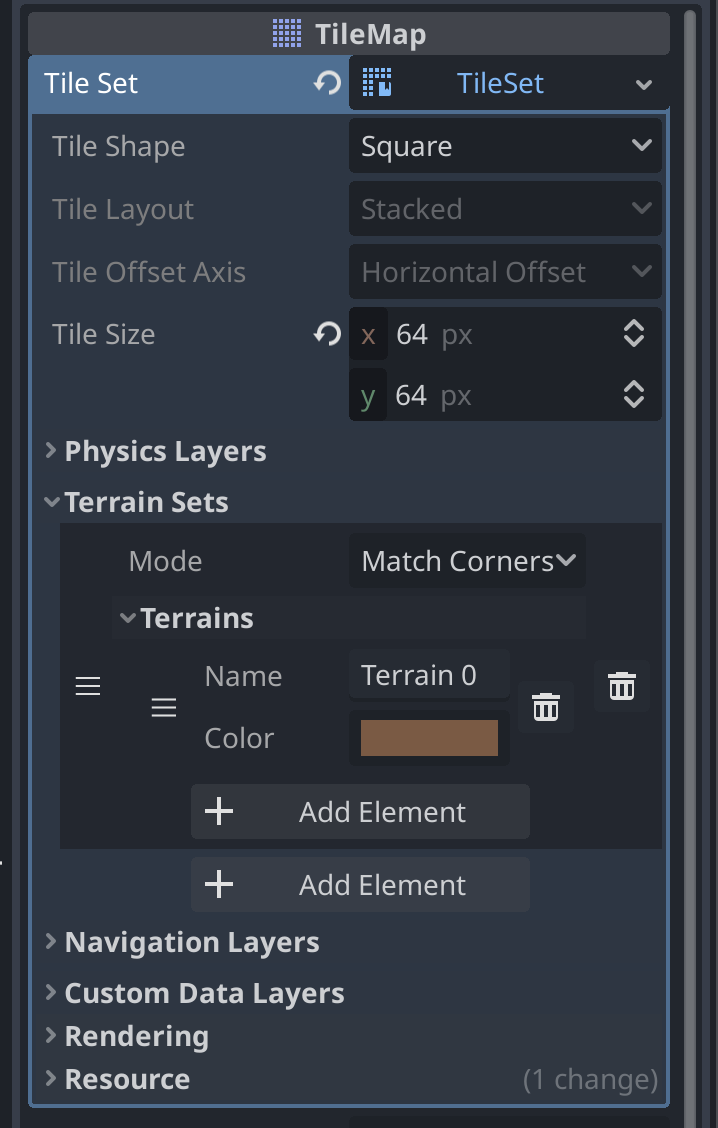 TileMap
Tile Set TileSet
Tile Shape Square
Tile Layout Stacked
Tile Offset Axis Horizontal Offset
Tile Size x 64 px
y 64 px
Physics Layers
Terrain Sets
Mode Match Corners
Terrains
Name Terrain 0
Color
Add Element
Add Element
Navigation Layers
Custom Data Layers
Rendering
Resource (1 change)